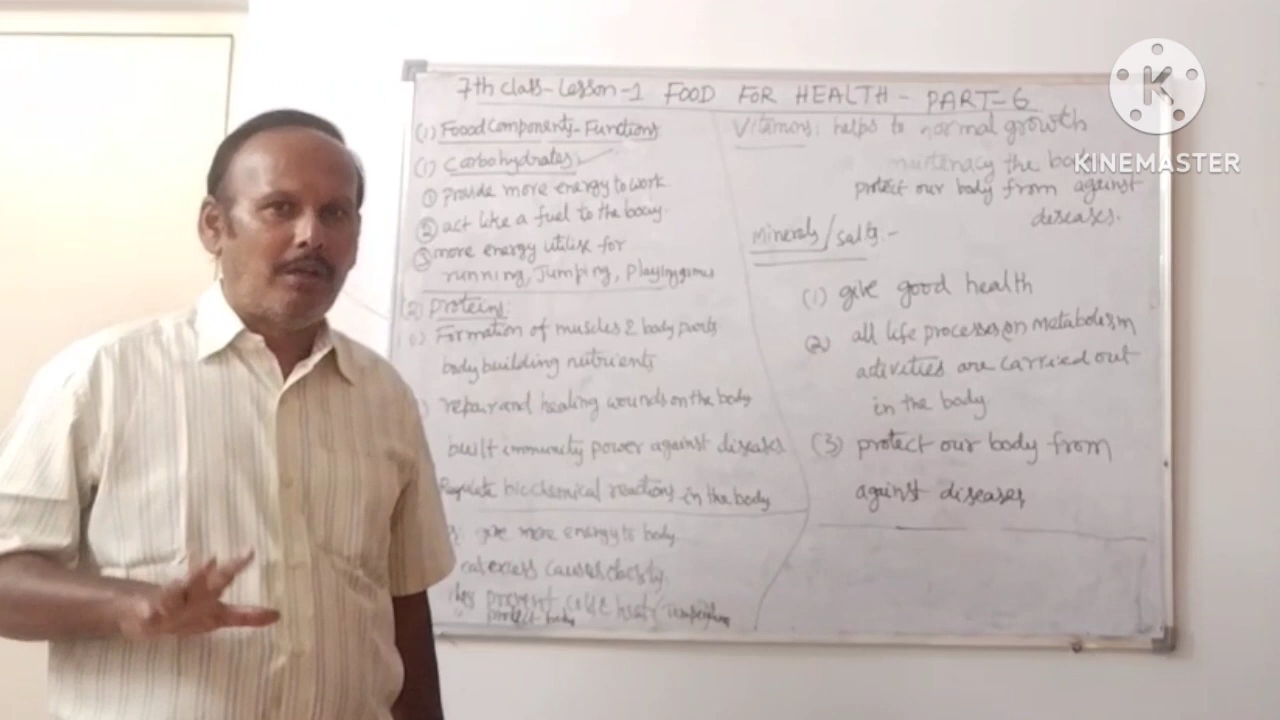 7th class-Lesson-1 FOOD FOR HEALTH - PART-6
(1) Foood Components-Functions
(1) Carbohydrates:
① provide more energy to work
② act like a fuel to the body.
③ more energy utilise for
running, Jumping, Playing games
(2) Proteins:
Formation of muscles & body parts
body building nutrients
repair and healing wounds on the body
built immunity power against diseases
Regulate biochemical reactions in the body
give more energy to body
excess causes obesity
prevent
protect body
Vitamins: helps to normal growth
the body
protect our body from against
diseases.
Minerals/salts.-
(1) give good health
(2) all life processes on metabolism
activities are carried out
in the body
(3) protect our body from
against diseases
K
KINEMASTER